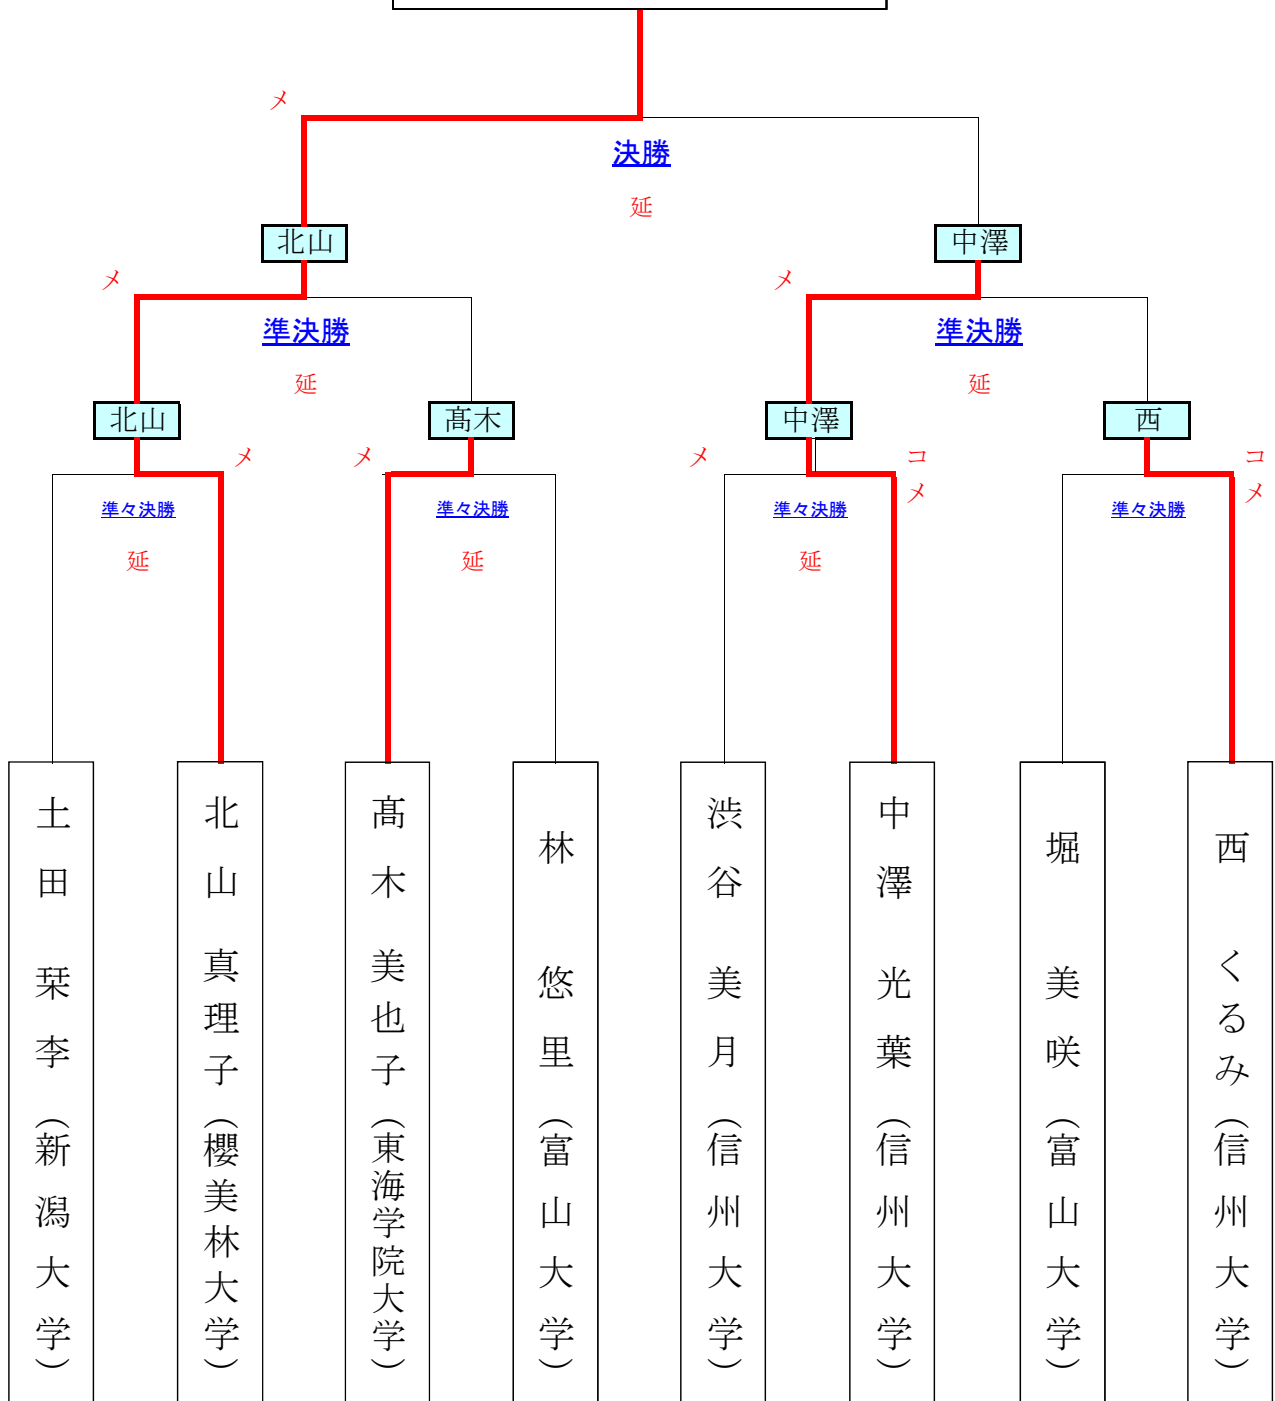 メ
決勝
延
北山
中澤
メ
メ
準決勝
準決勝
延
延
北山
髙木
中澤
西
メ
メ
メ
コ
メ
コ
メ
準々決勝
準々決勝
準々決勝
準々決勝
延
延
延
土田 栞李 (新潟大学)
北山 真理子 (櫻美林大学)
髙木 美也子 (東海学院大学)
林 悠里 (富山大学)
渋谷 美月 (信州大学)
中澤 光葉 (信州大学)
堀 美咲 (富山大学)
西 くるみ (信州大学)